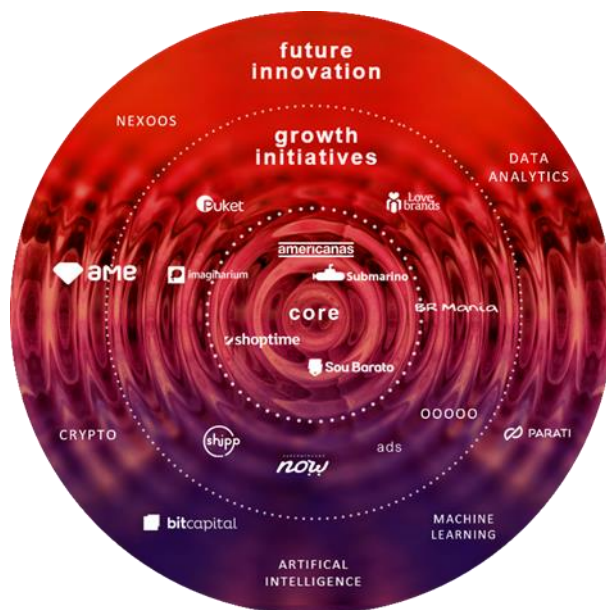 future
innovation
NEXOOS
growth
initiatives
DATA
ANALYTICS
Puket
Love
brands
americanas
ame
imaginarium
Submarino
core
BR Mania
shoptime
Sou Barato
OOOOO
CRYPTO
shipp
ads
PARATI
now
bitcapital
MACHINE
LEARNING
ARTIFICAL
INTELLIGENCE